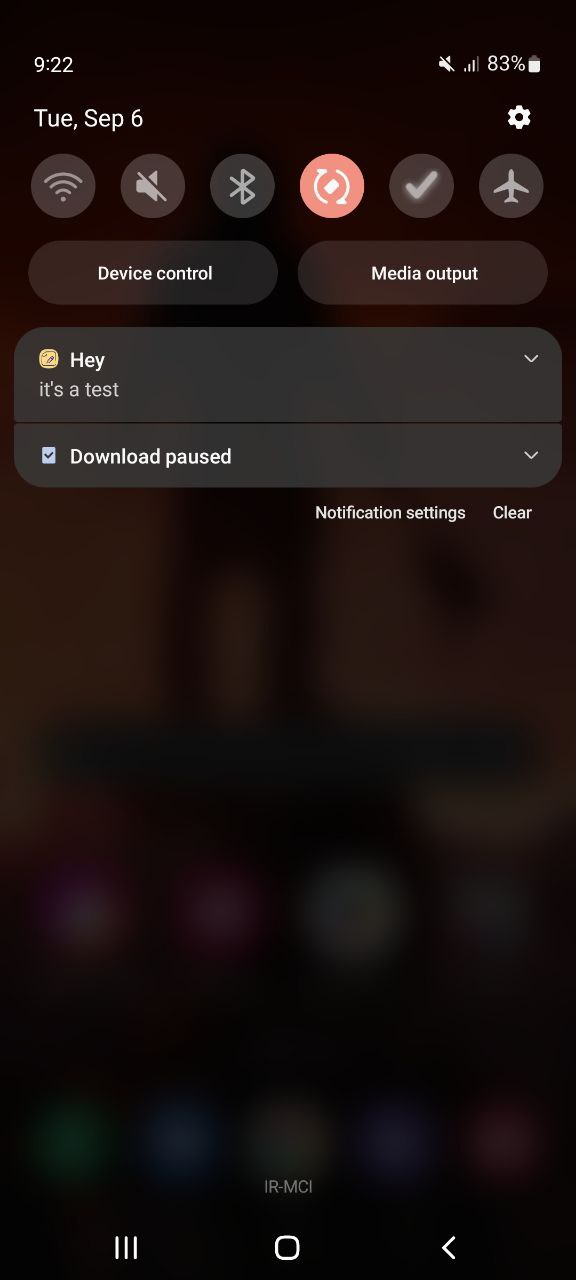 9:22 83%
Tue, Sep 6
Device control Media output
Hey
it's a test
Download paused
Notification settings Clear
IR-MCI